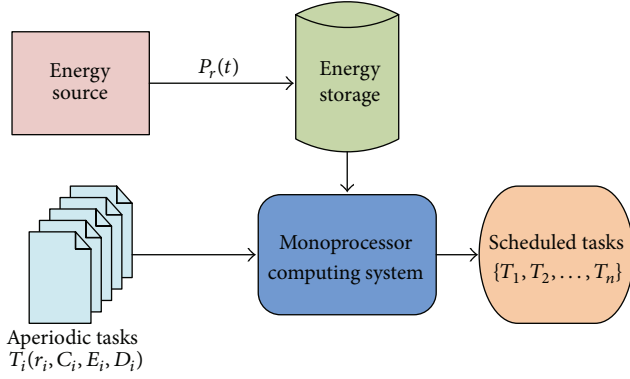 Energy
source
P_r(t)
Energy
storage
Monoprocessor
computing system
Scheduled tasks
{T_1, T_2, ..., T_n}
Aperiodic tasks
T_i(r_i, C_i, E_i, D_i)